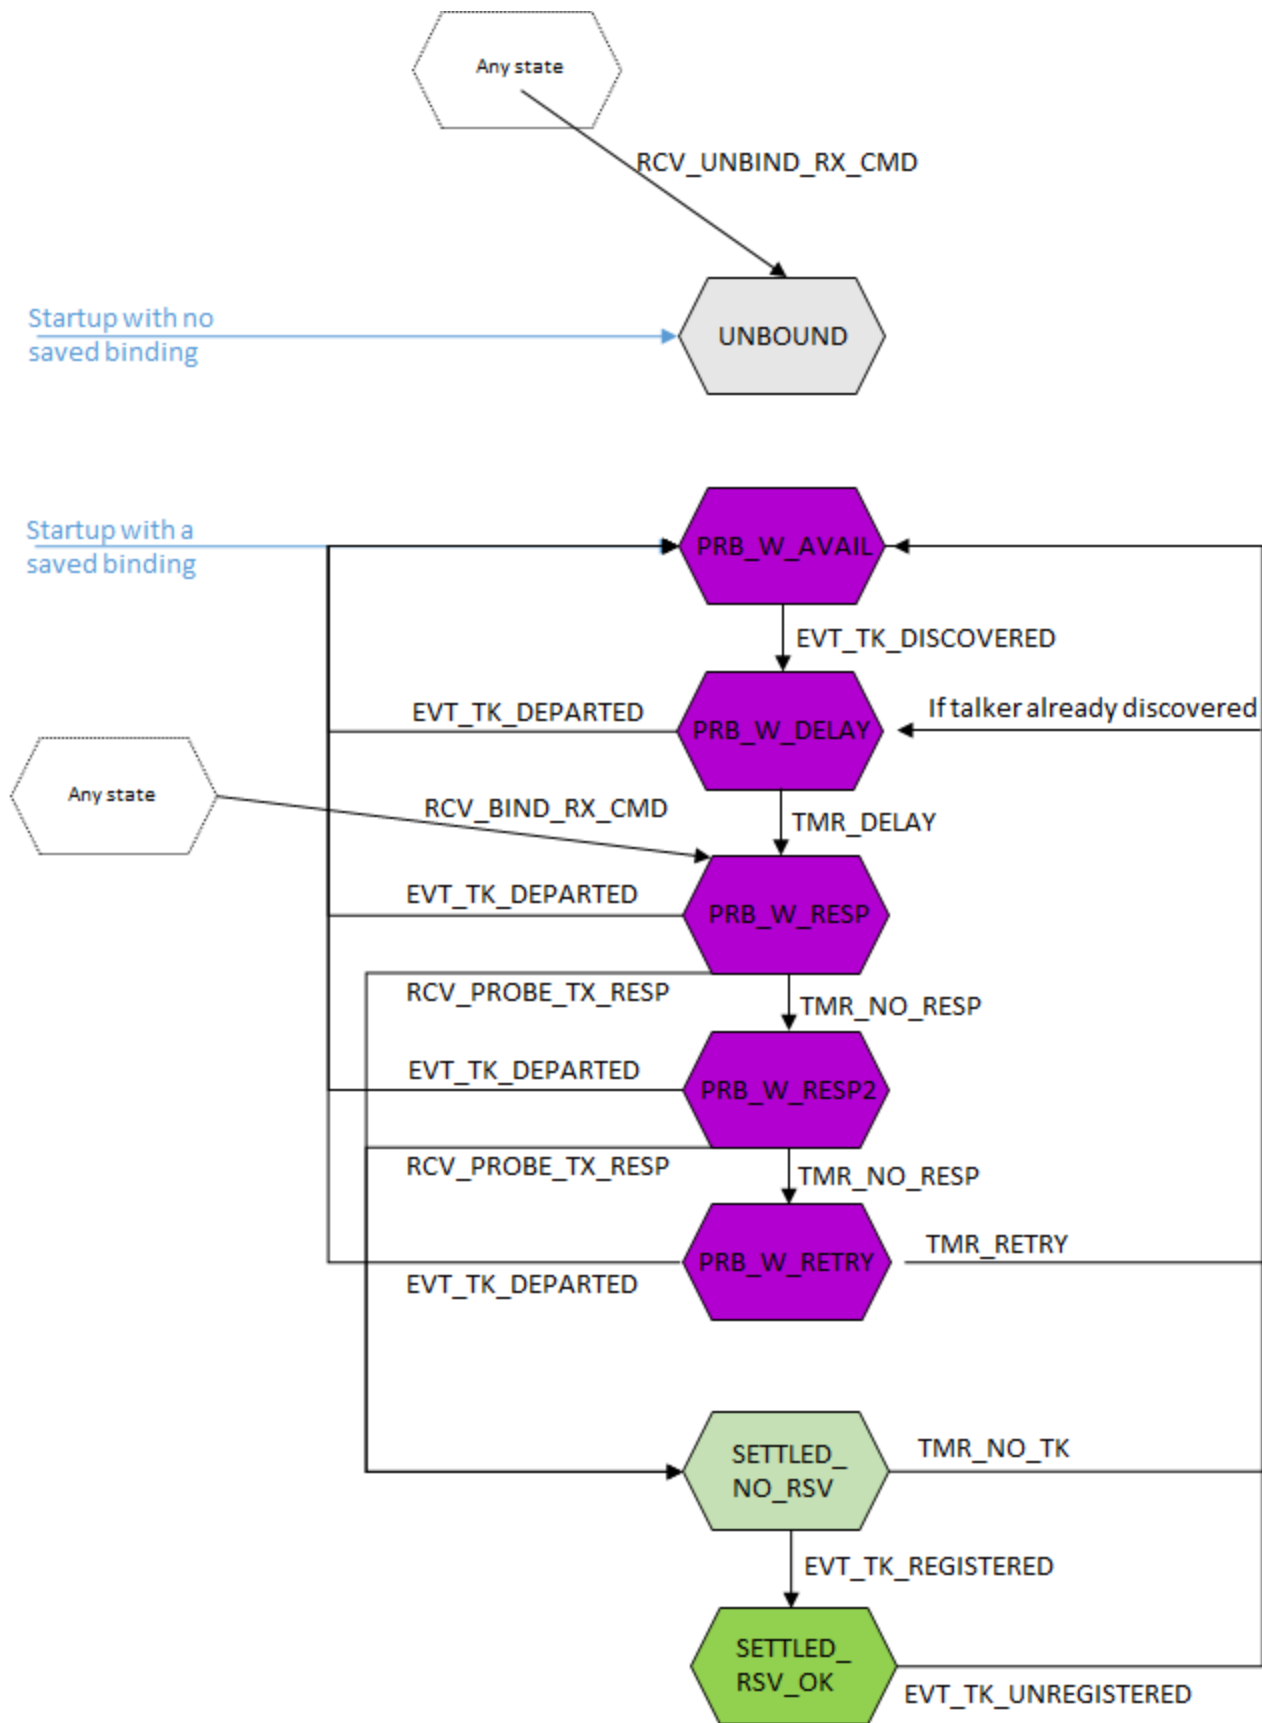 Any state
RCV_UNBIND_RX_CMD
Startup with no
saved binding
UNBOUND
Startup with a
saved binding
PRB_W_AVAIL
EVT_TK_DISCOVERED
EVT_TK_DEPARTED
PRB_W_DELAY
If talker already discovered
Any state
RCV_BIND_RX_CMD
TMR_DELAY
EVT_TK_DEPARTED
PRB_W_RESP
RCV_PROBE_TX_RESP
TMR_NO_RESP
EVT_TK_DEPARTED
PRB_W_RESP2
RCV_PROBE_TX_RESP
TMR_NO_RESP
PRB_W_RETRY
TMR_RETRY
EVT_TK_DEPARTED
SETTLED_
NO_RSV
TMR_NO_TK
EVT_TK_REGISTERED
SETTLED_
RSV_OK
EVT_TK_UNREGISTERED